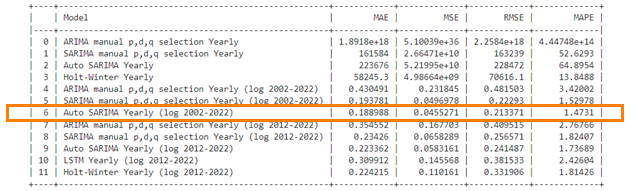 +----+-----------------------------------------------+----------------+----------------+----------------+----------------+
| | Model | MAE | MSE | RMSE | MAPE |
| 0 | ARIMA manual p,d,q selection Yearly | 1.8918e+18 | 5.10039e+36 | 2.2584e+18 | 4.44748e+14 |
| 1 | SARIMA manual p,d,q selection Yearly | 161584 | 2.66471e+10 | 163239 | 52.6293 |
| 2 | Auto SARIMA Yearly | 223676 | 5.21995e+10 | 228472 | 64.8954 |
| 3 | Holt-Winter Yearly | 58245.3 | 4.98664e+09 | 70616.1 | 13.8488 |
| 4 | ARIMA manual p,d,q selection Yearly (log 2002-2022) | 0.430491 | 0.231845 | 0.481503 | 3.42002 |
| 5 | SARIMA manual p,d,q selection Yearly (log 2002-2022) | 0.193781 | 0.0496978 | 0.22293 | 1.52978 |
| 6 | Auto SARIMA Yearly (log 2002-2022) | 0.188988 | 0.0455271 | 0.213371 | 1.4731 |
| 7 | ARIMA manual p,d,q selection Yearly (log 2012-2022) | 0.354552 | 0.167703 | 0.409515 | 2.76766 |
| 8 | SARIMA manual p,d,q selection Yearly (log 2012-2022) | 0.23426 | 0.0658289 | 0.256571 | 1.82407 |
| 9 | Auto SARIMA Yearly (log 2012-2022) | 0.223362 | 0.0583161 | 0.241487 | 1.73689 |
| 10 | LSTM Yearly (log 2012-2022) | 0.309912 | 0.145568 | 0.381533 | 2.42604 |
| 11 | Holt-Winter Yearly (log 2012-2022) | 0.224215 | 0.110161 | 0.331906 | 1.81426 |